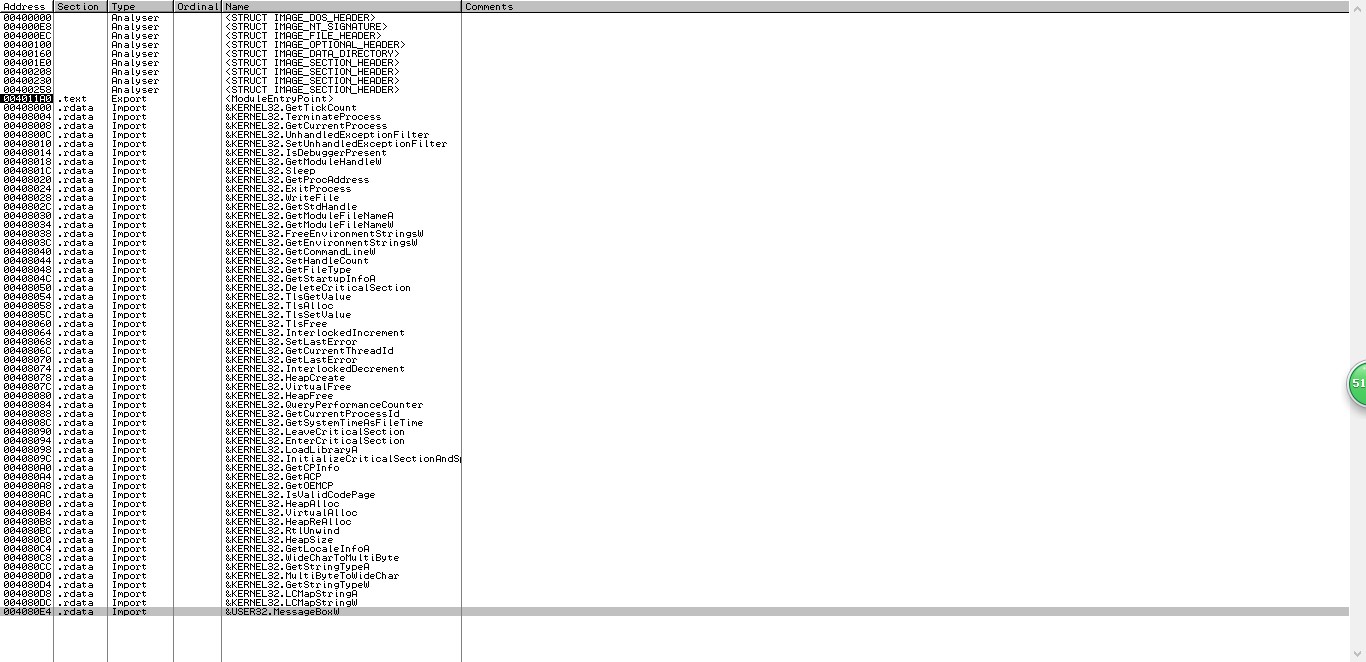 Address Section Type Ordinal Name Comments
00400000 Analyser <STRUCT IMAGE_DOS_HEADER>
004000E8 Analyser <STRUCT IMAGE_NT_SIGNATURE>
004000EC Analyser <STRUCT IMAGE_FILE_HEADER>
00400100 Analyser <STRUCT IMAGE_OPTIONAL_HEADER>
00400160 Analyser <STRUCT IMAGE_DATA_DIRECTORY>
004001E0 Analyser <STRUCT IMAGE_SECTION_HEADER>
00400208 Analyser <STRUCT IMAGE_SECTION_HEADER>
00400230 Analyser <STRUCT IMAGE_SECTION_HEADER>
00400258 Analyser <STRUCT IMAGE_SECTION_HEADER>
004011A0 .text Export <ModuleEntryPoint>
00408000 .rdata Import &KERNEL32.GetTickCount
00408004 .rdata Import &KERNEL32.TerminateProcess
00408008 .rdata Import &KERNEL32.GetCurrentProcess
0040800C .rdata Import &KERNEL32.UnhandledExceptionFilter
00408010 .rdata Import &KERNEL32.SetUnhandledExceptionFilter
00408014 .rdata Import &KERNEL32.IsDebuggerPresent
00408018 .rdata Import &KERNEL32.GetModuleHandleW
0040801C .rdata Import &KERNEL32.Sleep
00408020 .rdata Import &KERNEL32.GetProcAddress
00408024 .rdata Import &KERNEL32.ExitProcess
00408028 .rdata Import &KERNEL32.WriteFile
0040802C .rdata Import &KERNEL32.GetStdHandle
00408030 .rdata Import &KERNEL32.GetModuleFileNameA
00408034 .rdata Import &KERNEL32.GetModuleFileNameW
00408038 .rdata Import &KERNEL32.FreeEnvironmentStringsW
0040803C .rdata Import &KERNEL32.GetEnvironmentStringsW
00408040 .rdata Import &KERNEL32.GetCommandLineW
00408044 .rdata Import &KERNEL32.SetHandleCount
00408048 .rdata Import &KERNEL32.GetFileType
0040804C .rdata Import &KERNEL32.GetStartupInfoA
00408050 .rdata Import &KERNEL32.DeleteCriticalSection
00408054 .rdata Import &KERNEL32.TlsGetValue
00408058 .rdata Import &KERNEL32.TlsAlloc
0040805C .rdata Import &KERNEL32.TlsSetValue
00408060 .rdata Import &KERNEL32.TlsFree
00408064 .rdata Import &KERNEL32.InterlockedIncrement
00408068 .rdata Import &KERNEL32.SetLastError
0040806C .rdata Import &KERNEL32.GetCurrentThreadId
00408070 .rdata Import &KERNEL32.GetLastError
00408074 .rdata Import &KERNEL32.InterlockedDecrement
00408078 .rdata Import &KERNEL32.HeapCreate
0040807C .rdata Import &KERNEL32.VirtualFree
00408080 .rdata Import &KERNEL32.HeapFree
00408084 .rdata Import &KERNEL32.QueryPerformanceCounter
00408088 .rdata Import &KERNEL32.GetCurrentProcessId
0040808C .rdata Import &KERNEL32.GetSystemTimeAsFileTime
00408090 .rdata Import &KERNEL32.LeaveCriticalSection
00408094 .rdata Import &KERNEL32.EnterCriticalSection
00408098 .rdata Import &KERNEL32.LoadLibraryA
0040809C .rdata Import &KERNEL32.InitializeCriticalSectionAndSp
004080A0 .rdata Import &KERNEL32.GetCPInfo
004080A4 .rdata Import &KERNEL32.GetACP
004080A8 .rdata Import &KERNEL32.GetOEMCP
004080AC .rdata Import &KERNEL32.IsValidCodePage
004080B0 .rdata Import &KERNEL32.HeapAlloc
004080B4 .rdata Import &KERNEL32.VirtualAlloc
004080B8 .rdata Import &KERNEL32.HeapReAlloc
004080BC .rdata Import &KERNEL32.RtlUnwind
004080C0 .rdata Import &KERNEL32.HeapSize
004080C4 .rdata Import &KERNEL32.GetLocaleInfoA
004080C8 .rdata Import &KERNEL32.WideCharToMultiByte
004080CC .rdata Import &KERNEL32.GetStringTypeA
004080D0 .rdata Import &KERNEL32.MultiByteToWideChar
004080D4 .rdata Import &KERNEL32.GetStringTypeW
004080D8 .rdata Import &KERNEL32.LCMapStringA
004080DC .rdata Import &KERNEL32.LCMapStringW
004080E4 .rdata Import &USER32.MessageBoxW
51